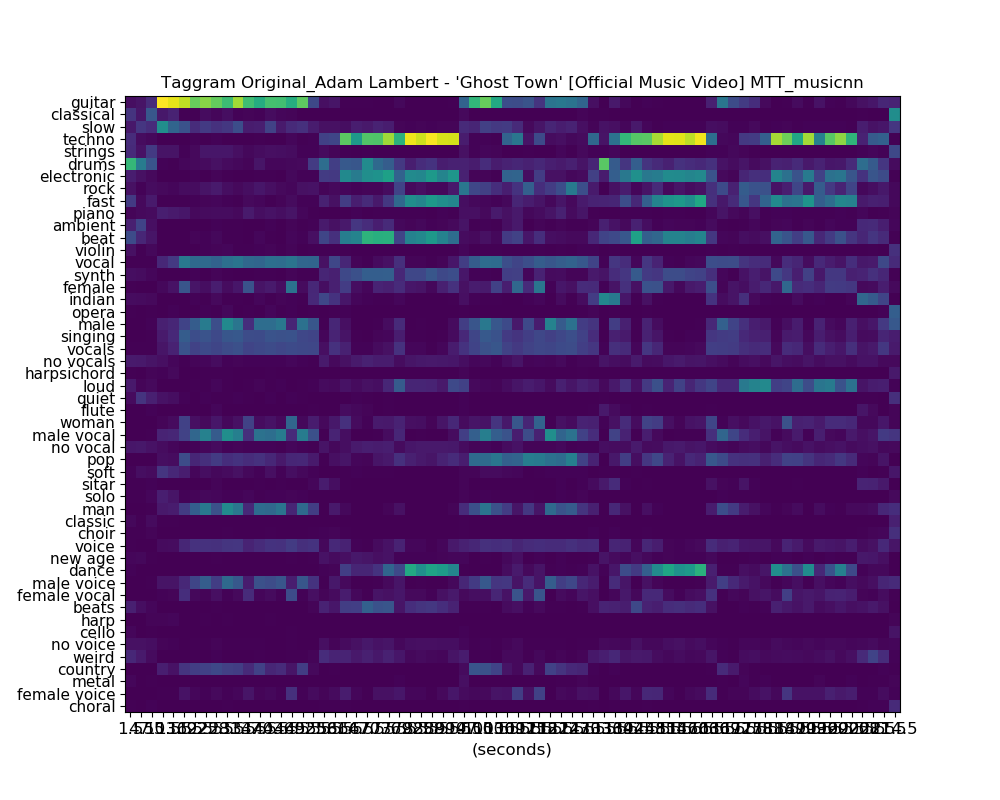 Taggram Original_Adam Lambert - 'Ghost Town' [Official Music Video] MTT_musicnn
guitar
classical
slow
techno
strings
drums
electronic
rock
fast
piano
ambient
beat
violin
vocal
synth
female
indian
opera
male
singing
vocals
no vocals
harpsichord
loud
quiet
flute
woman
male vocal
no vocal
pop
soft
sitar
solo
man
classic
choir
voice
new age
dance
male voice
female vocal
beats
harp
cello
no voice
weird
country
metal
female voice
choral
(seconds)